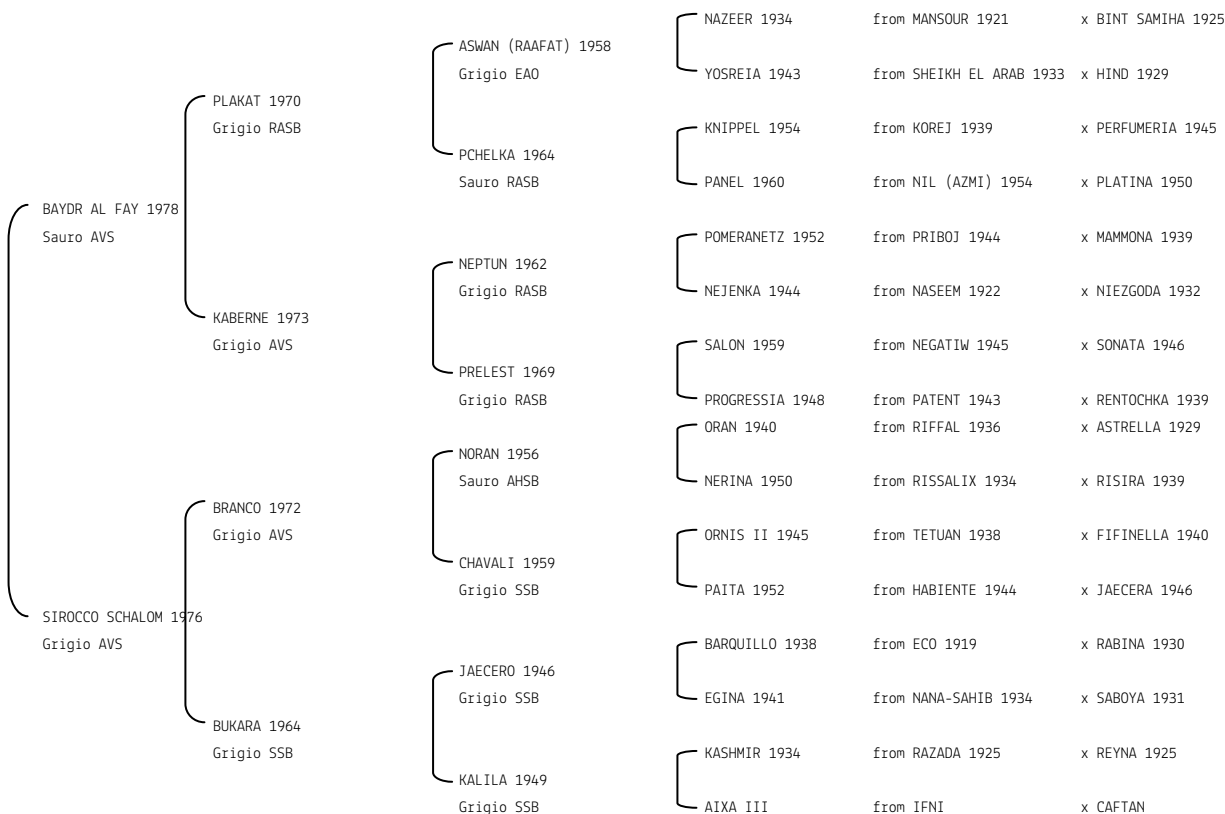 NAZEER 1934 from MANSOUR 1921 x BINT SAMIHA 1925
ASWAN (RAAFAT) 1958
Grigio EAO
YOSREIA 1943 from SHEIKH EL ARAB 1933 x HIND 1929
PLAKAT 1970
Grigio RASB
KNIPPEL 1954 from KOREJ 1939 x PERFUMERIA 1945
PCHELKA 1964
Sauro RASB
PANEL 1960 from NIL (AZMI) 1954 x PLATINA 1950
BAYDR AL FAY 1978
Sauro AVS
POMERANETZ 1952 from PRIBOJ 1944 x MAMMONA 1939
NEPTUN 1962
Grigio RASB
NEJENKA 1944 from NASEEM 1922 x NIEZGODA 1932
KABERNE 1973
Grigio AVS
SALON 1959 from NEGATIW 1945 x SONATA 1946
PRELEST 1969
Grigio RASB
PROGRESSIA 1948 from PATENT 1943 x RENTOCHKA 1939
ORAN 1940 from RIFFAL 1936 x ASTRELLA 1929
NORAN 1956
Sauro AHSB
NERINA 1950 from RISSALIX 1934 x RISIRA 1939
BRANCO 1972
Grigio AVS
ORNIS II 1945 from TETUAN 1938 x FIFINELLA 1940
CHAVALI 1959
Grigio SSB
PAITA 1952 from HABIENTE 1944 x JAECERA 1946
SIROCCO SCHALOM 1976
Grigio AVS
BARQUILLO 1938 from ECO 1919 x RABINA 1930
JAECERO 1946
Grigio SSB
EGINA 1941 from NANA-SAHIB 1934 x SABOYA 1931
BUKARA 1964
Grigio SSB
KASHMIR 1934 from RAZADA 1925 x REYNA 1925
KALILA 1949
Grigio SSB
AIXA III from IFNI x CAFTAN